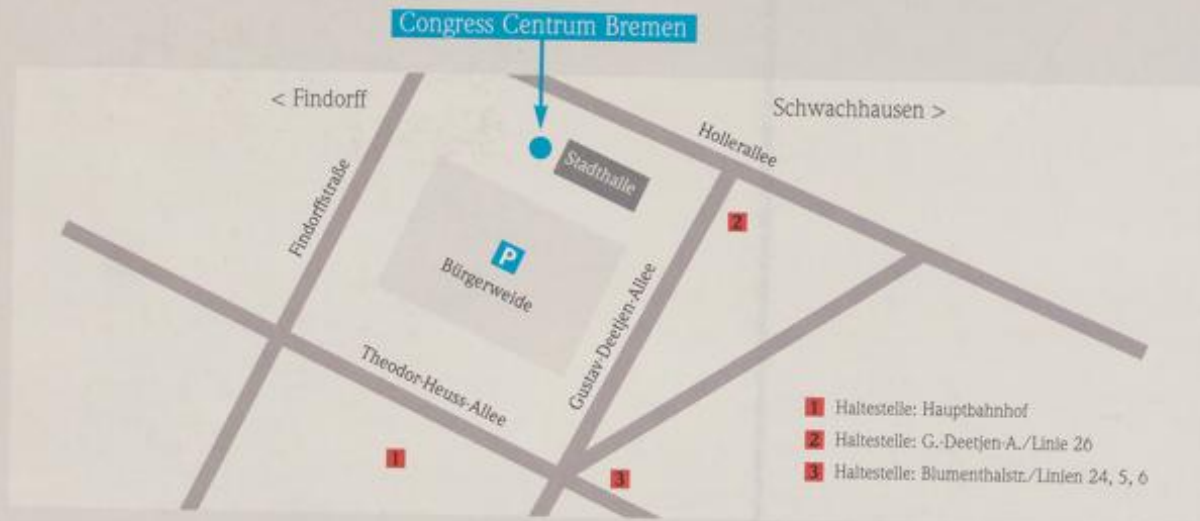 Congress Centrum Bremen
< Findorff
Schwachhausen >
Hollerallee
Stadthalle
Findorffstraße
2
P
Bürgerweide
Gustav-Deetjen-Allee
Theodor-Heuss-Allee
1
3
1 Haltestelle: Hauptbahnhof
2 Haltestelle: G.-Deetjen-A./Linie 26
3 Haltestelle: Blumenthalstr./Linien 24, 5, 6